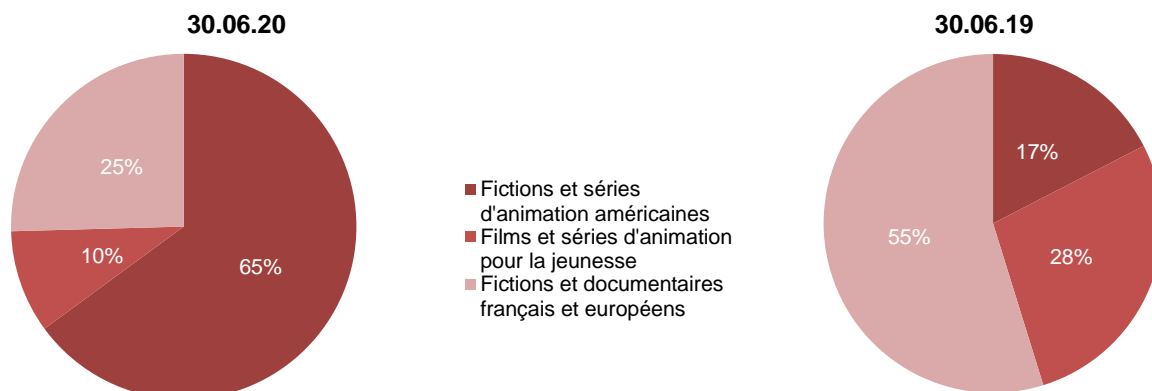 30.06.20
30.06.19
25%
10%
65%
Fictions et séries
d'animation américaines
Films et séries d'animation
pour la jeunesse
Fictions et documentaires
français et européens
17%
55%
28%